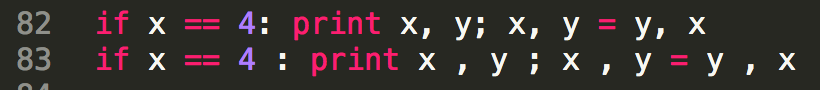 82 if x == 4: print x, y; x, y = y, x
83 if x == 4 : print x , y ; x , y = y , x